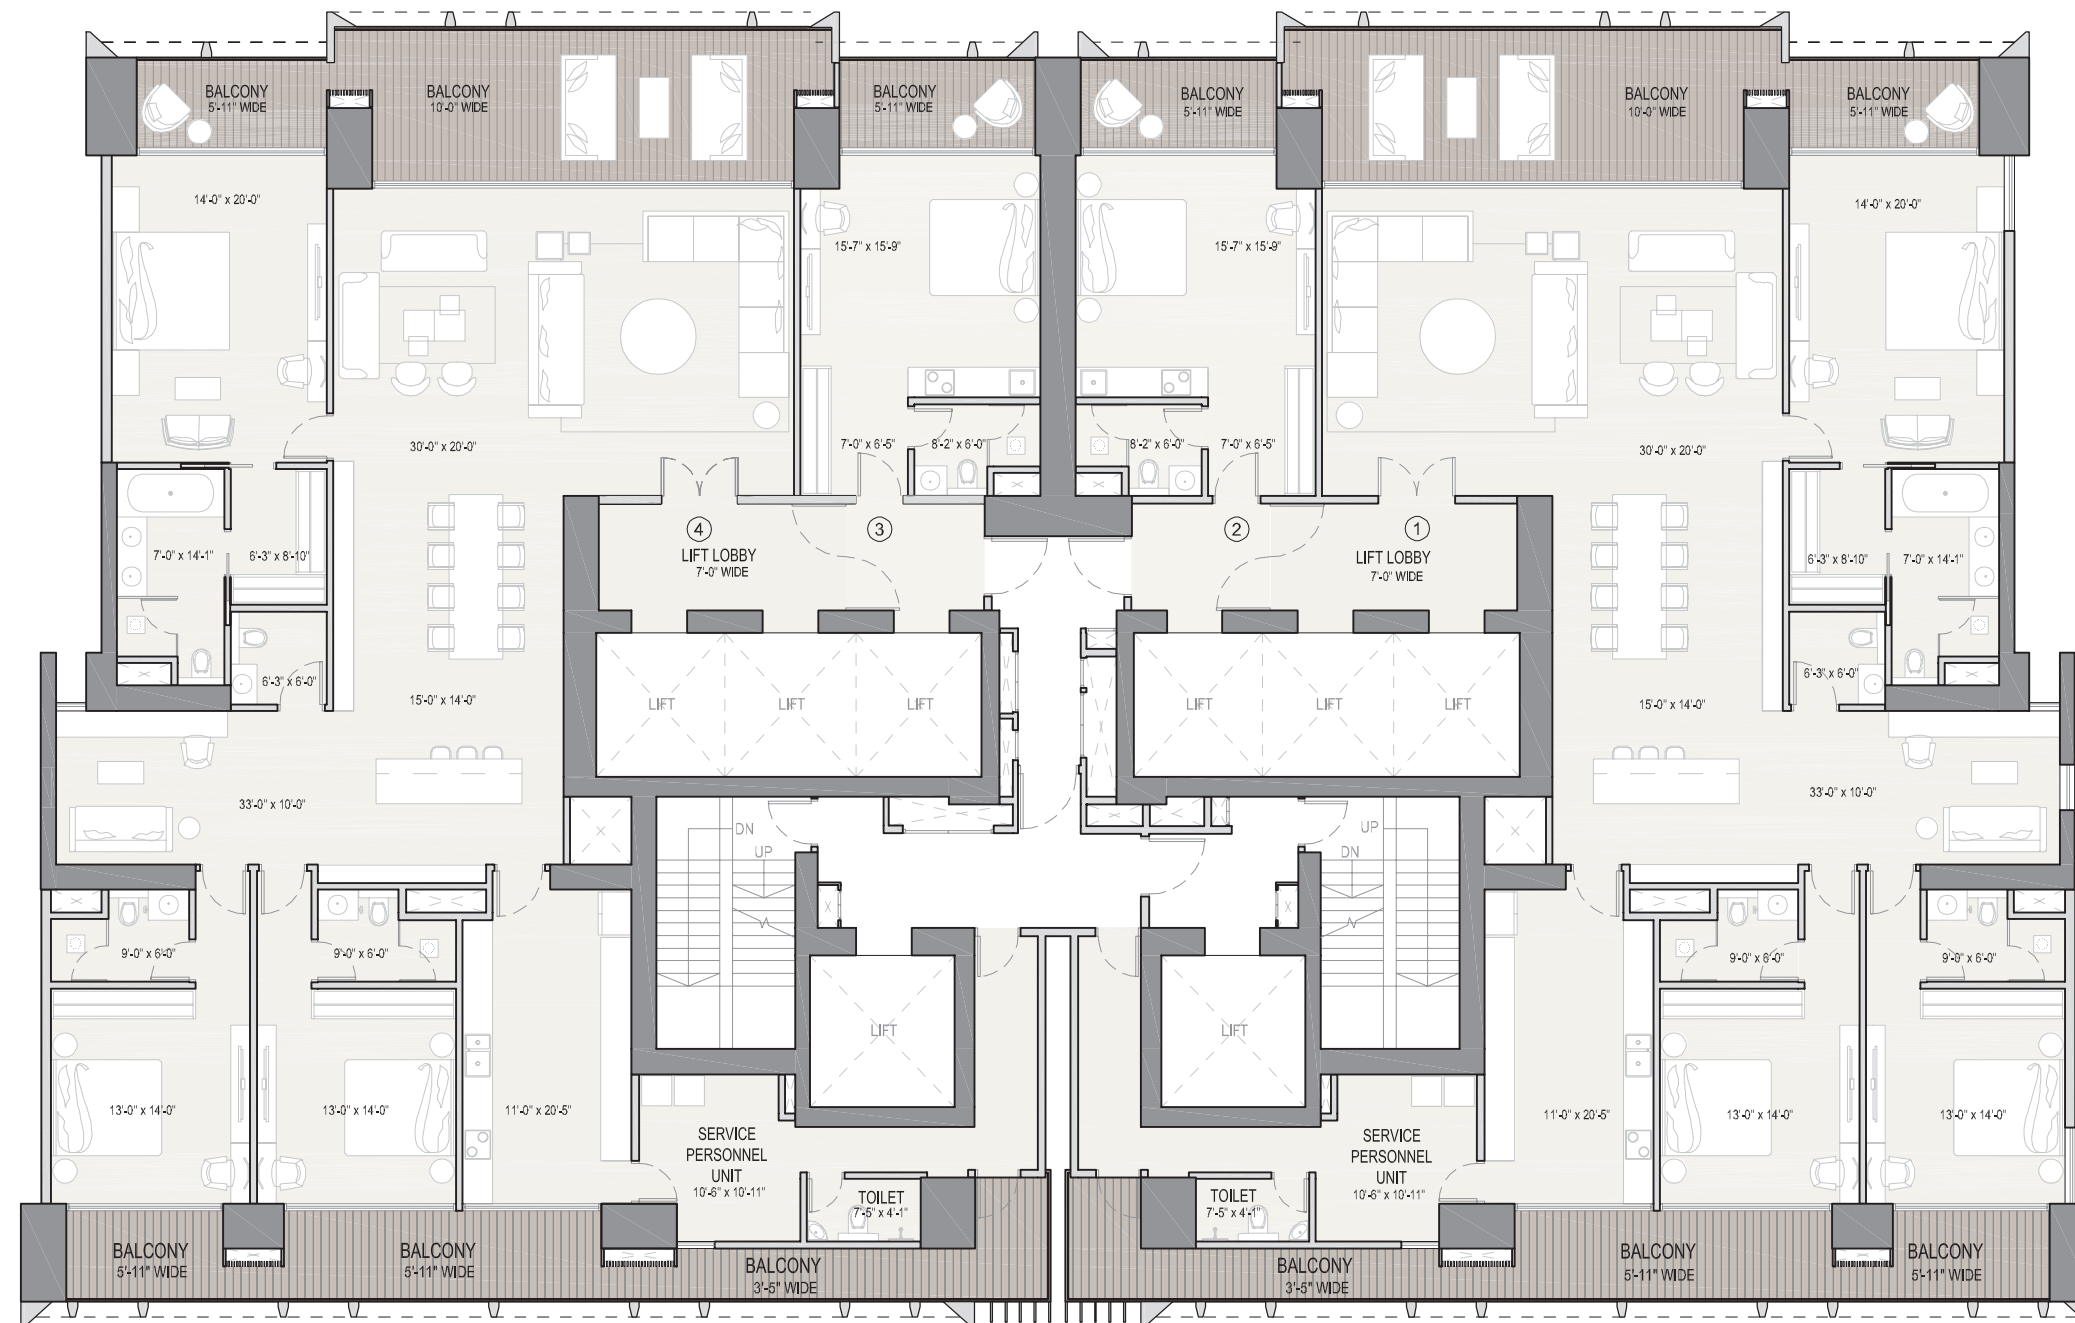 BALCONY
5'-11" WIDE
BALCONY
10'-0" WIDE
BALCONY
5'-11" WIDE
BALCONY
5'-11" WIDE
BALCONY
10'-0" WIDE
BALCONY
5'-11" WIDE
14'-0" x 20'-0"
15'-7" x 15'-9"
15'-7" x 15'-9"
14'-0" x 20'-0"
30'-0" x 20'-0"
7'-0" x 6'-5"
8'-2" x 6'-0"
8'-2" x 6'-0"
7'-0" x 6'-5"
30'-0" x 20'-0"
4
LIFT LOBBY
7'-0" WIDE
3
2
1
LIFT LOBBY
7'-0" WIDE
7'-0" x 14'-1"
6'-3" x 8'-10"
6'-3" x 8'-10"
7'-0" x 14'-1"
6'-3" x 6'-0"
15'-0" x 14'-0"
LIFT
LIFT
LIFT
LIFT
LIFT
LIFT
15'-0" x 14'-0"
6'-3" x 6'-0"
33'-0" x 10'-0"
33'-0" x 10'-0"
DN
UP
UP
DN
9'-0" x 6'-0"
9'-0" x 6'-0"
9'-0" x 6'-0"
9'-0" x 6'-0"
LIFT
LIFT
13'-0" x 14'-0"
13'-0" x 14'-0"
11'-0" x 20'-5"
11'-0" x 20'-5"
13'-0" x 14'-0"
13'-0" x 14'-0"
SERVICE
PERSONNEL
UNIT
10'-6" x 10'-11"
SERVICE
PERSONNEL
UNIT
10'-6" x 10'-11"
TOILET
7'-5" x 4'-1"
TOILET
7'-5" x 4'-1"
BALCONY
5'-11" WIDE
BALCONY
5'-11" WIDE
BALCONY
3'-5" WIDE
BALCONY
3'-5" WIDE
BALCONY
5'-11" WIDE
BALCONY
5'-11" WIDE